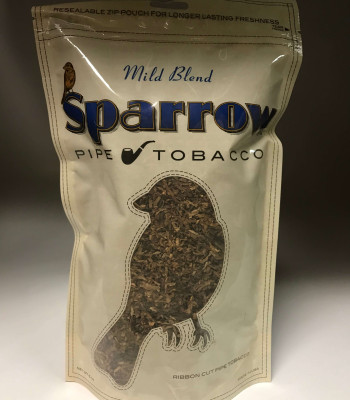 RESEALABLE ZIP-POUCH FOR LONGER LASTING FRESHNESS
Mild Blend
Sparrow
PIPE TOBACCO
RIBBON CUT PIPE TOBACCO